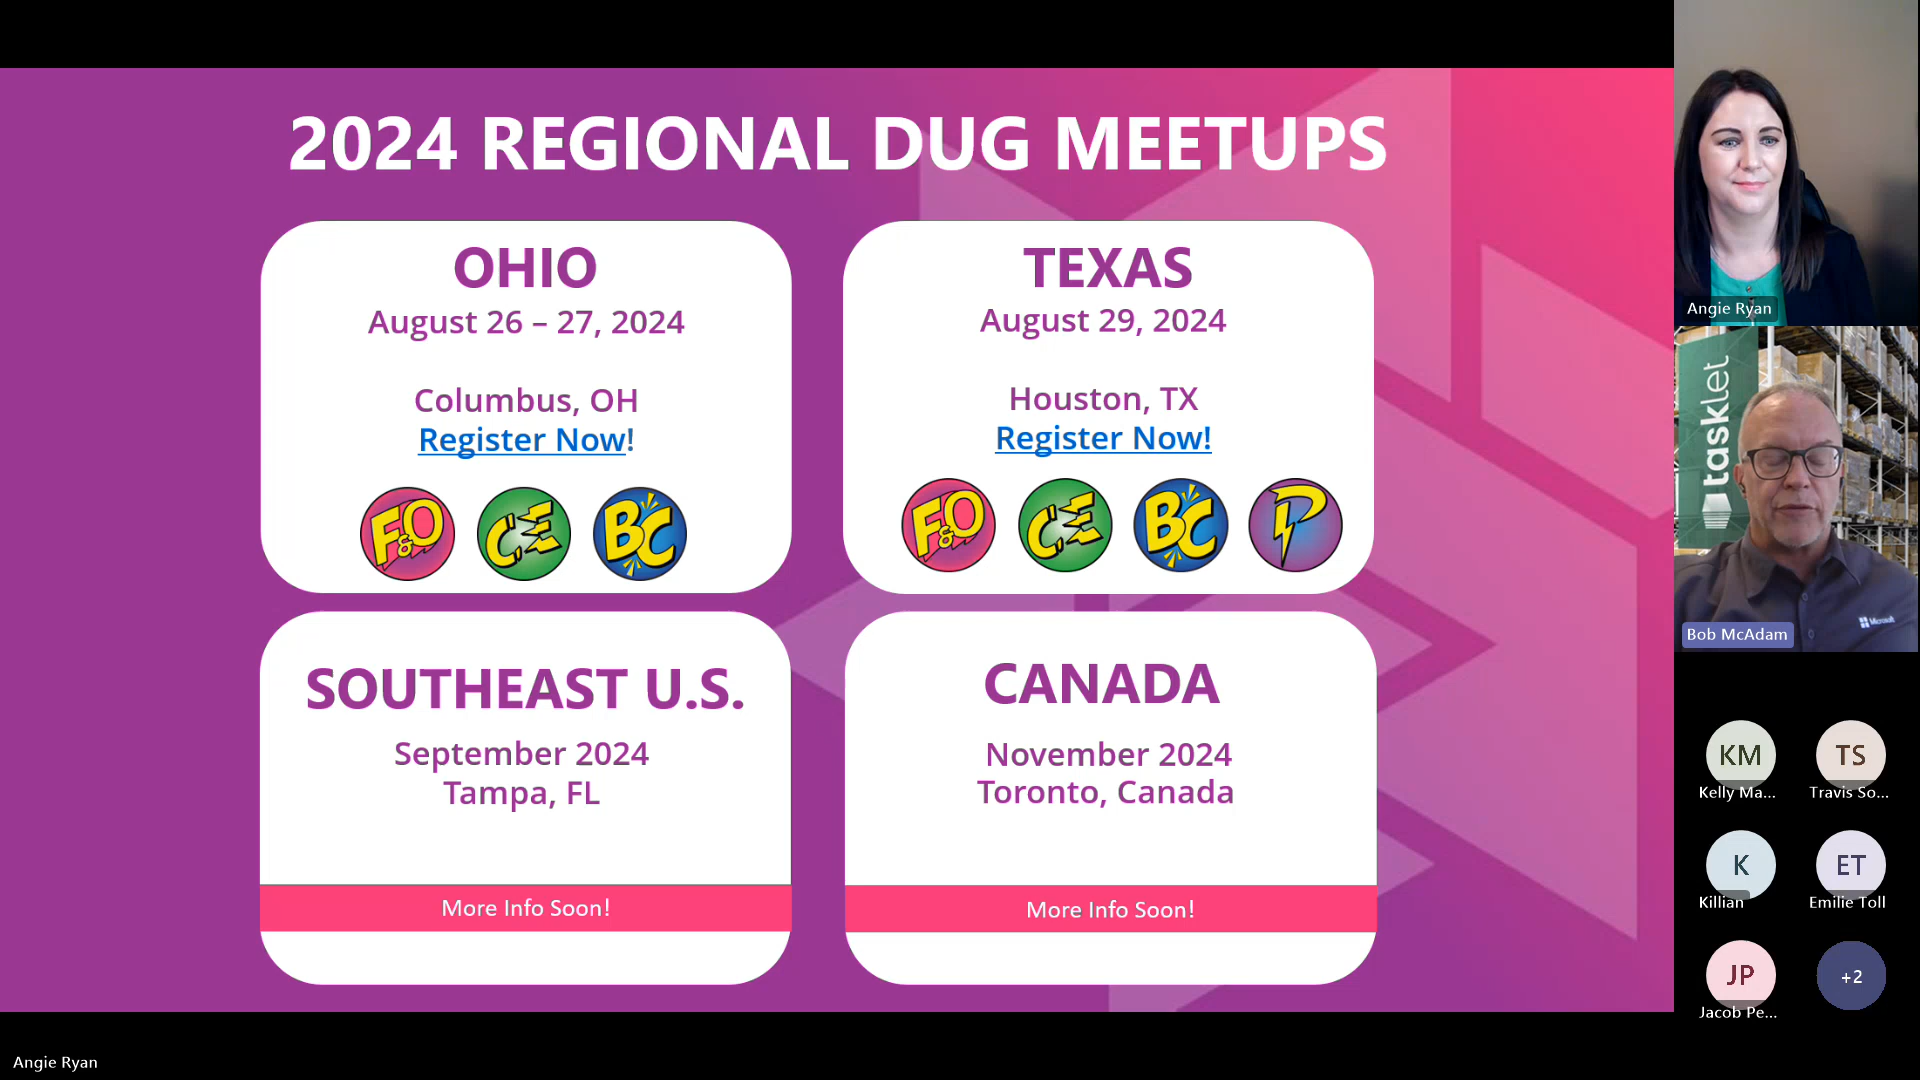 2024 REGIONAL DUG MEETUPS
OHIO
August 26 – 27, 2024
Columbus, OH
Register Now!
F&O
CE
BC
TEXAS
August 29, 2024
Houston, TX
Register Now!
F&O
CE
BC
P
SOUTHEAST U.S.
September 2024
Tampa, FL
More Info Soon!
CANADA
November 2024
Toronto, Canada
More Info Soon!
Angie Ryan
tasklet
Microsoft
Bob McAdam
KM
Kelly Ma...
TS
Travis So...
K
Killian
ET
Emilie Toll
JP
Jacob Pe...
+2
Angie Ryan